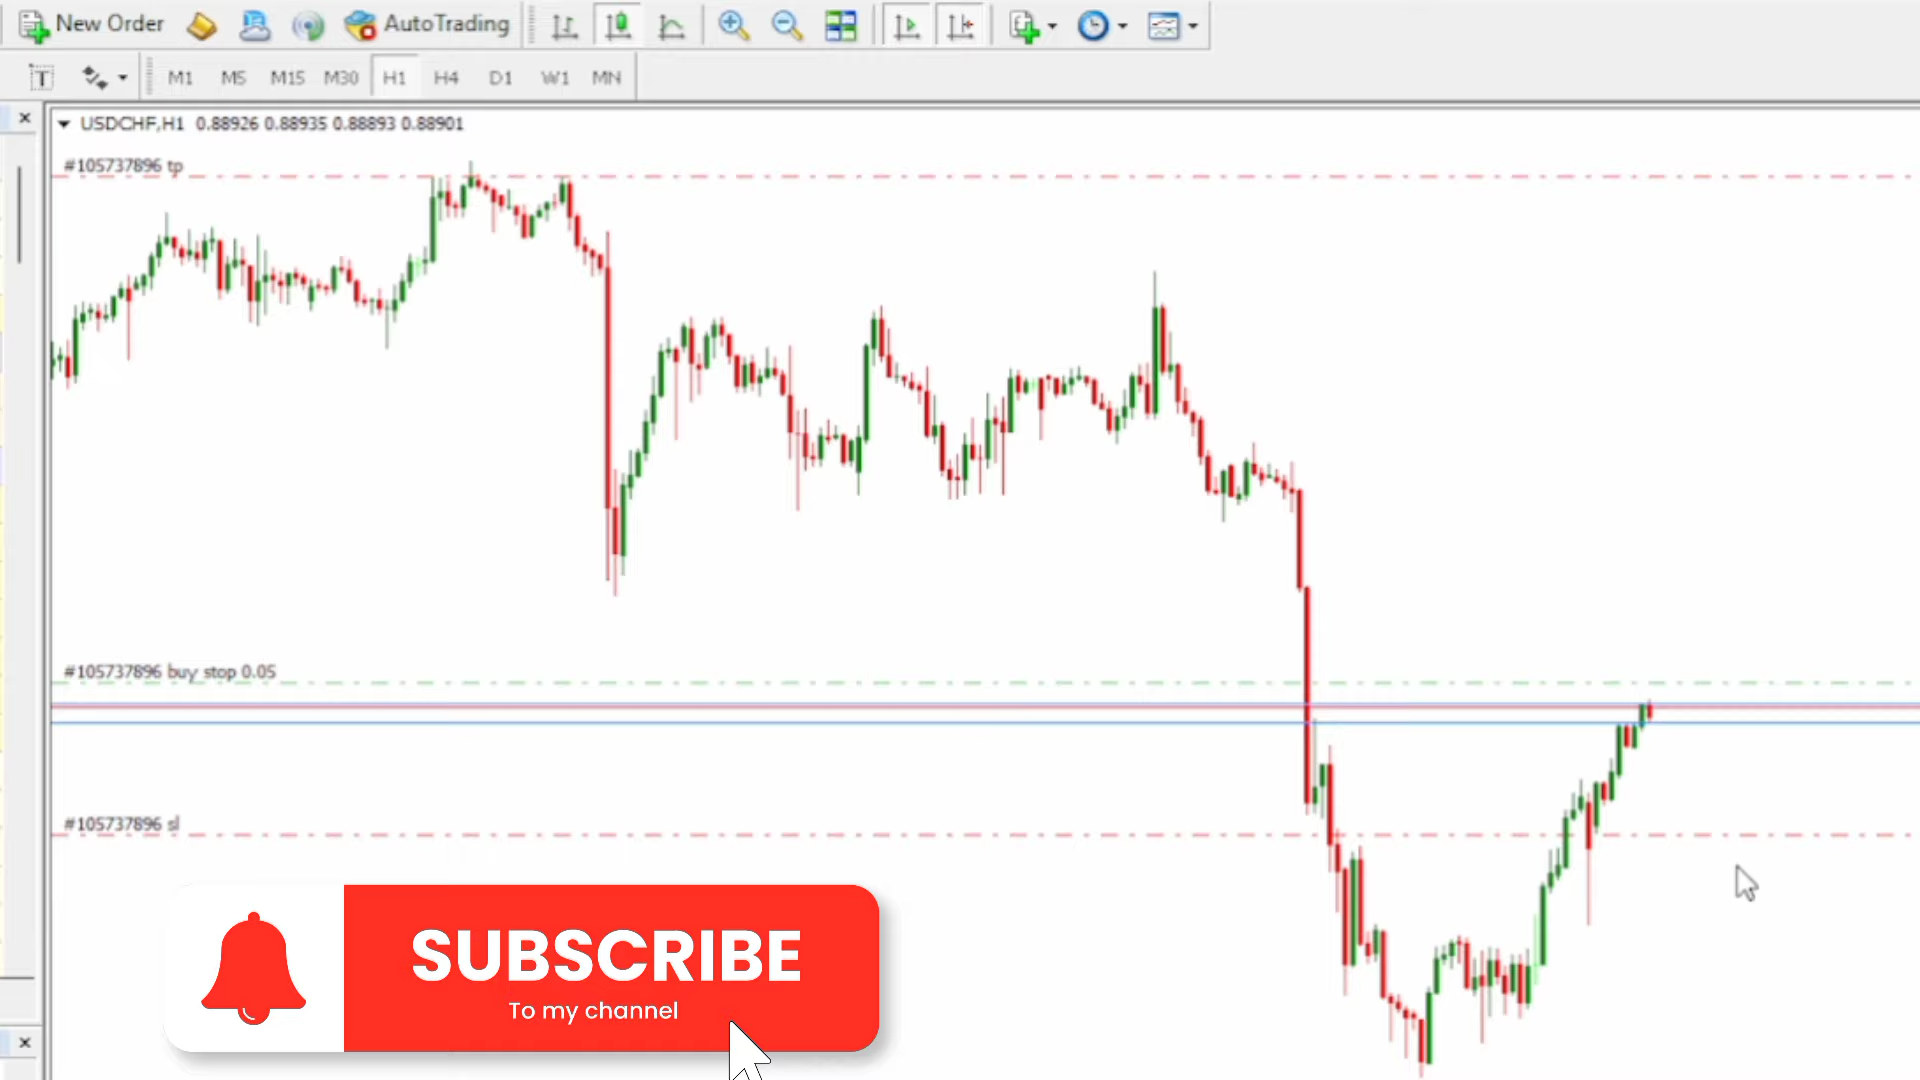 New Order
AutoTrading
T
M1 M5 M15 M30 H1 H4 D1 W1 MN
USDCHF,H1 0.88926 0.88935 0.88893 0.88901
#105737896 tp
#105737896 buy stop 0.05
#105737896 sl
SUBSCRIBE
To my channel